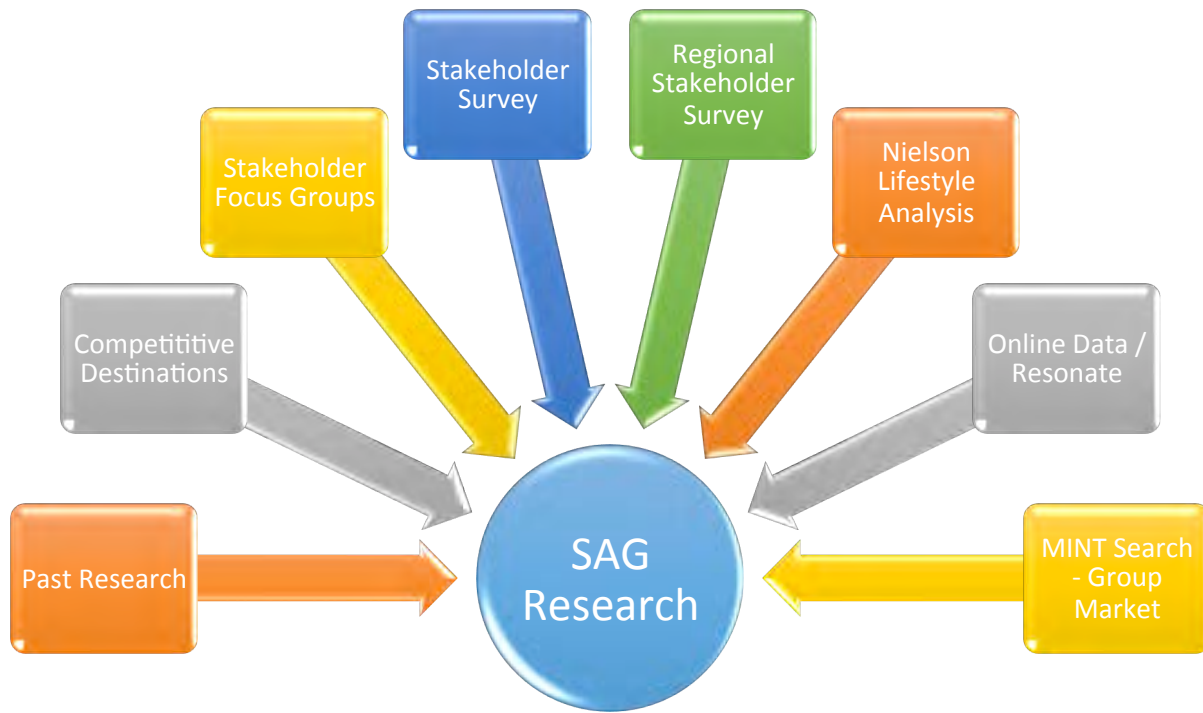 Past Research
Competititive
Destinations
Stakeholder
Focus Groups
Stakeholder
Survey
Regional
Stakeholder
Survey
Nielson
Lifestyle
Analysis
Online Data /
Resonate
MINT Search
- Group
Market
SAG
Research